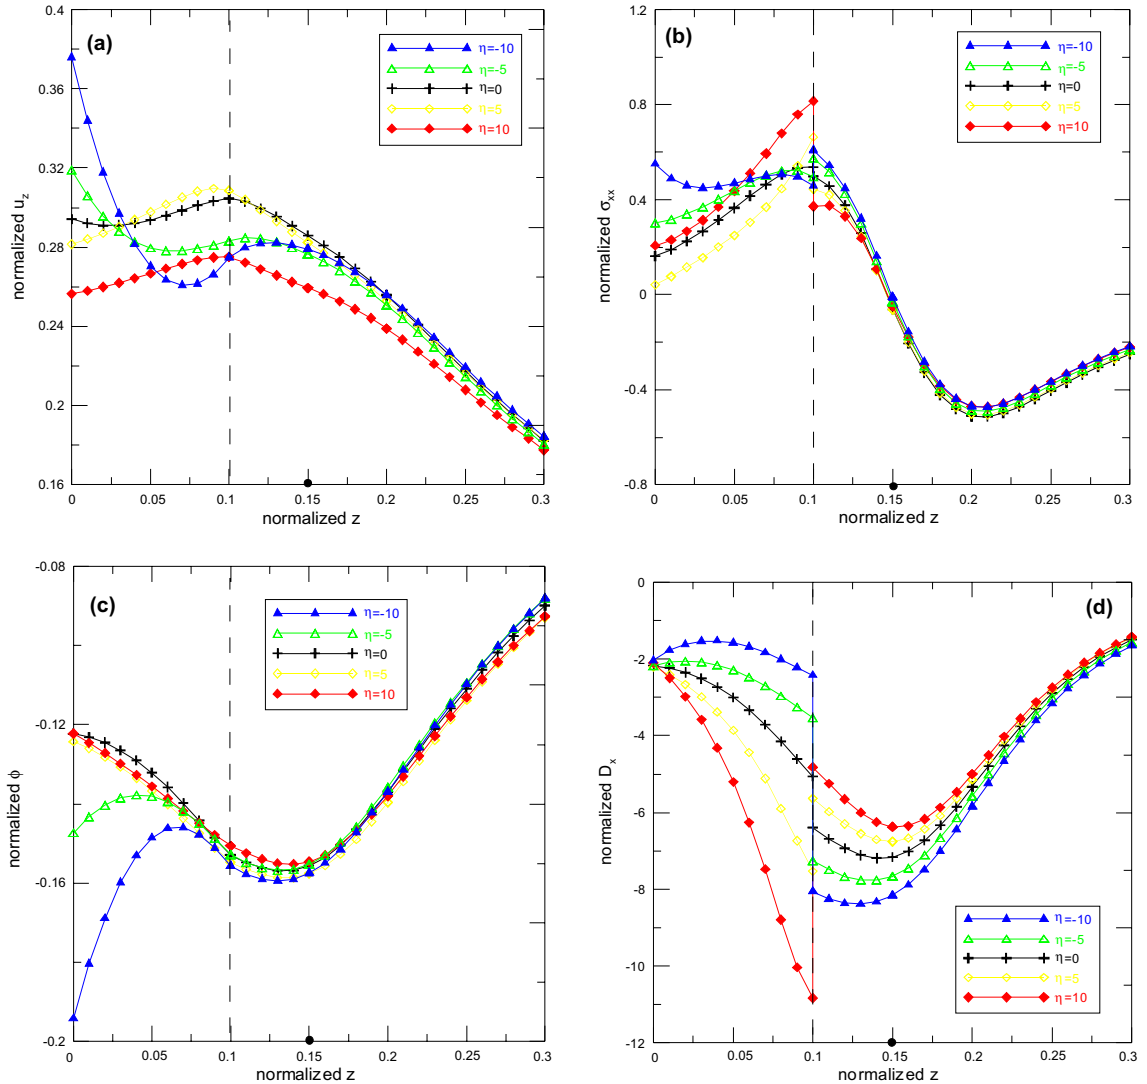 (a)
η=-10
η=-5
η=0
η=5
η=10
0.4
0.36
0.32
0.28
0.24
0.2
0.16
normalized u_z
0 0.05 0.1 0.15 0.2 0.25 0.3
normalized z
(b)
η=-10
η=-5
η=0
η=5
η=10
1.2
0.8
0.4
0
-0.4
-0.8
normalized σ_xx
0 0.05 0.1 0.15 0.2 0.25 0.3
normalized z
(c)
η=-10
η=-5
η=0
η=5
η=10
-0.08
-0.12
-0.16
-0.2
normalized ϕ
0 0.05 0.1 0.15 0.2 0.25 0.3
normalized z
(d)
0
-2
-4
-6
-8
-10
-12
normalized D_x
η=-10
η=-5
η=0
η=5
η=10
0 0.05 0.1 0.15 0.2 0.25 0.3
normalized z